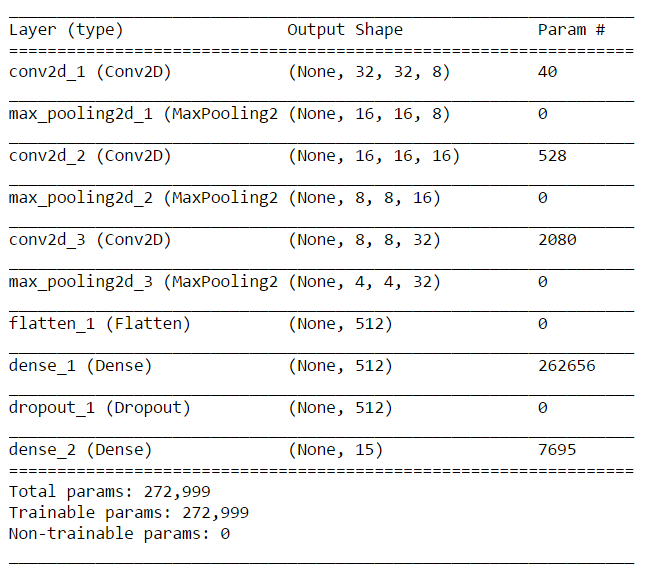 _________________________________________________________________
Layer (type)                 Output Shape              Param #
=================================================================
conv2d_1 (Conv2D)            (None, 32, 32, 8)         40
_________________________________________________________________
max_pooling2d_1 (MaxPooling2 (None, 16, 16, 8)         0
_________________________________________________________________
conv2d_2 (Conv2D)            (None, 16, 16, 16)        528
_________________________________________________________________
max_pooling2d_2 (MaxPooling2 (None, 8, 8, 16)          0
_________________________________________________________________
conv2d_3 (Conv2D)            (None, 8, 8, 32)          2080
_________________________________________________________________
max_pooling2d_3 (MaxPooling2 (None, 4, 4, 32)          0
_________________________________________________________________
flatten_1 (Flatten)          (None, 512)               0
_________________________________________________________________
dense_1 (Dense)              (None, 512)               262656
_________________________________________________________________
dropout_1 (Dropout)          (None, 512)               0
_________________________________________________________________
dense_2 (Dense)              (None, 15)                7695
=================================================================
Total params: 272,999
Trainable params: 272,999
Non-trainable params: 0
_________________________________________________________________